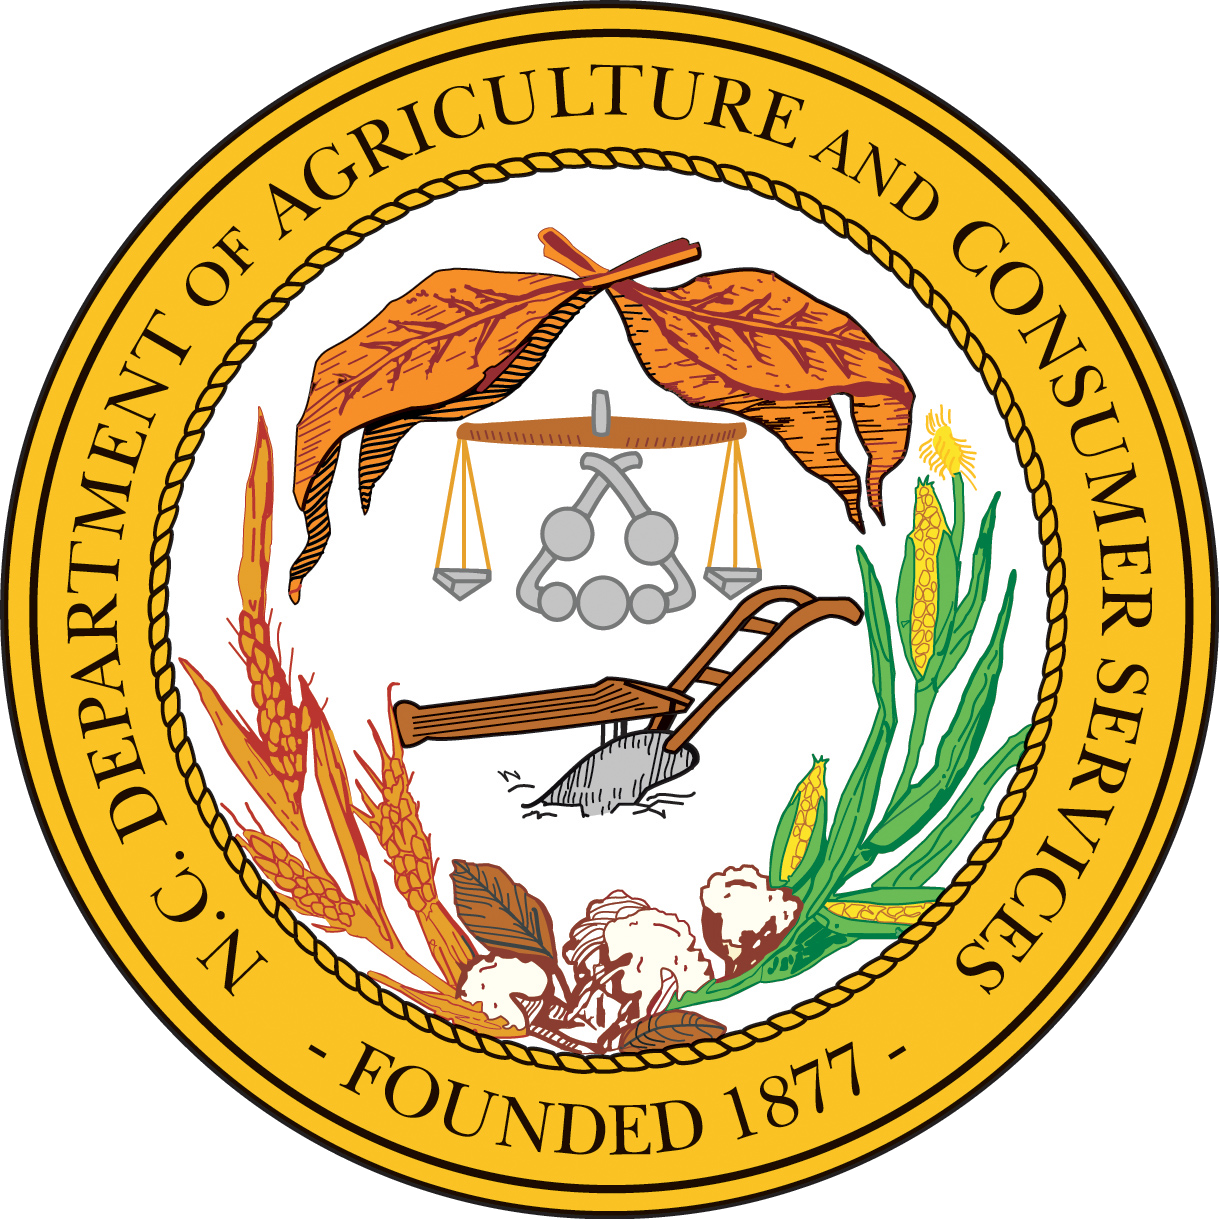 N.C. DEPARTMENT OF AGRICULTURE AND CONSUMER SERVICES
- FOUNDED 1877 -